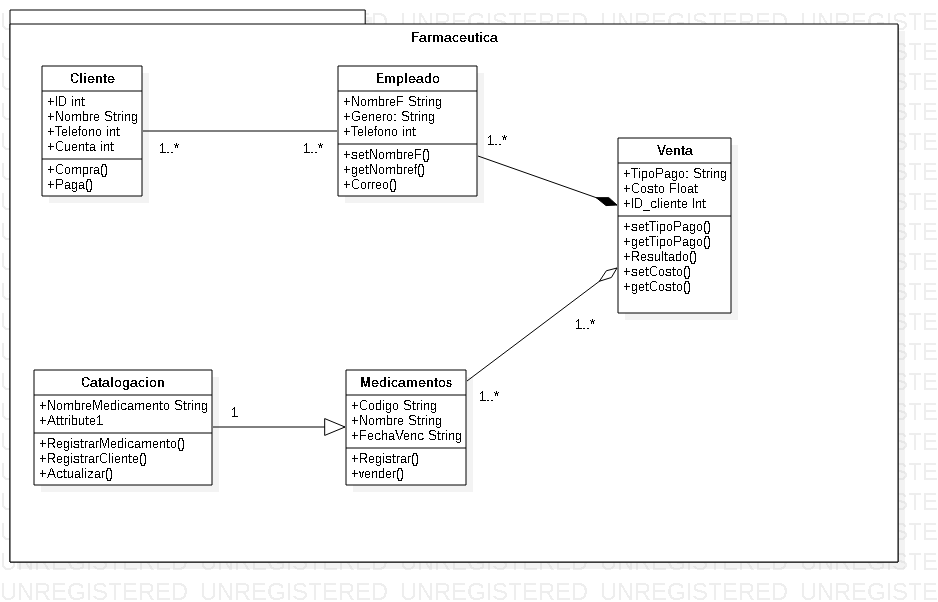 Farmaceutica
Cliente
+ID int
+Nombre String
+Telefono int
+Cuenta int
+Compra()
+Paga()
1..*
1..*
Empleado
+NombreF String
+Genero: String
+Telefono int
+setNombreF()
+getNombref()
+Correo()
1..*
Venta
+TipoPago: String
+Costo Float
+ID_cliente Int
+setTipoPago()
+getTipoPago()
+Resultado()
+setCosto()
+getCosto()
1..*
1..*
Catalogacion
+NombreMedicamento String
+Attribute1
+RegistrarMedicamento()
+RegistrarCliente()
+Actualizar()
1
Medicamentos
+Codigo String
+Nombre String
+FechaVenc String
+Registrar()
+vender()
UNREGISTERED UNREGISTERED UNREGISTERED UNREGISTERED